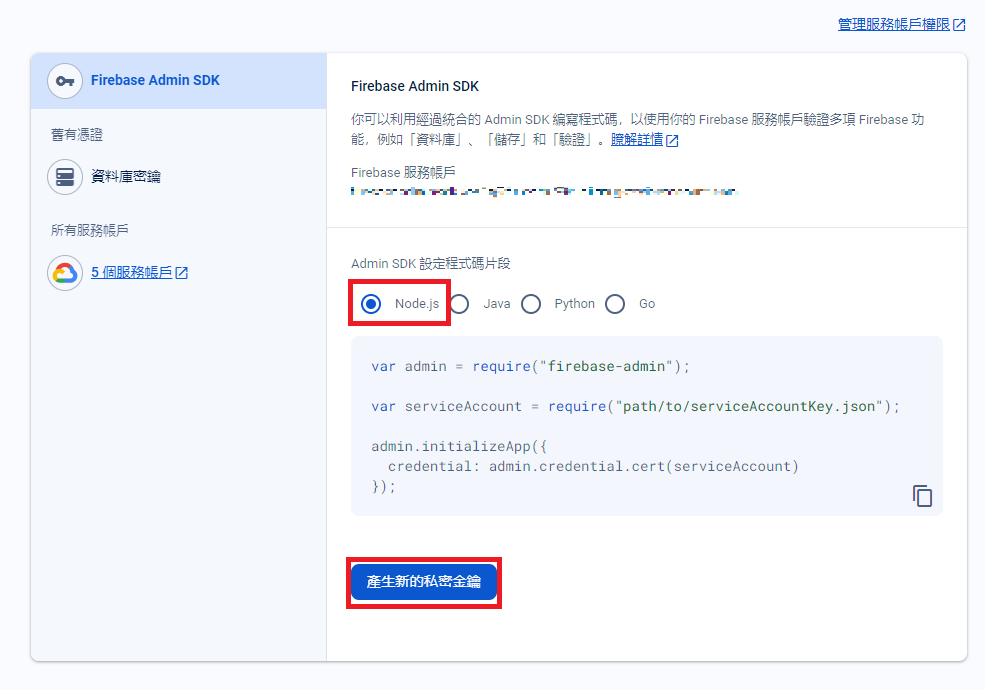 管理服務帳戶權限
Firebase Admin SDK
舊有憑證
資料庫密鑰
所有服務帳戶
5 個服務帳戶
Firebase Admin SDK
你可以利用經過統合的 Admin SDK 編寫程式碼，以使用你的 Firebase 服務帳戶驗證多項 Firebase 功
能，例如「資料庫」、「儲存」和「驗證」。瞭解詳情
Firebase 服務帳戶
Admin SDK 設定程式碼片段
Node.js Java Python Go
var admin = require("firebase-admin");
var serviceAccount = require("path/to/serviceAccountKey.json");
admin.initializeApp({
credential: admin.credential.cert(serviceAccount)
});
產生新的私密金鑰